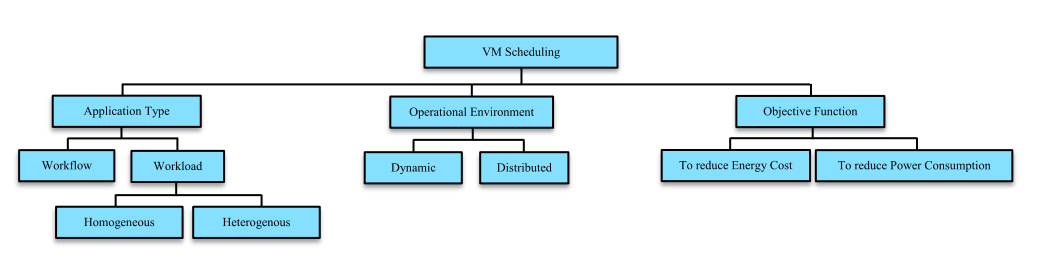 VM Scheduling
Application Type
Operational Environment
Objective Function
Workflow
Workload
Dynamic
Distributed
To reduce Energy Cost
To reduce Power Consumption
Homogeneous
Heterogenous